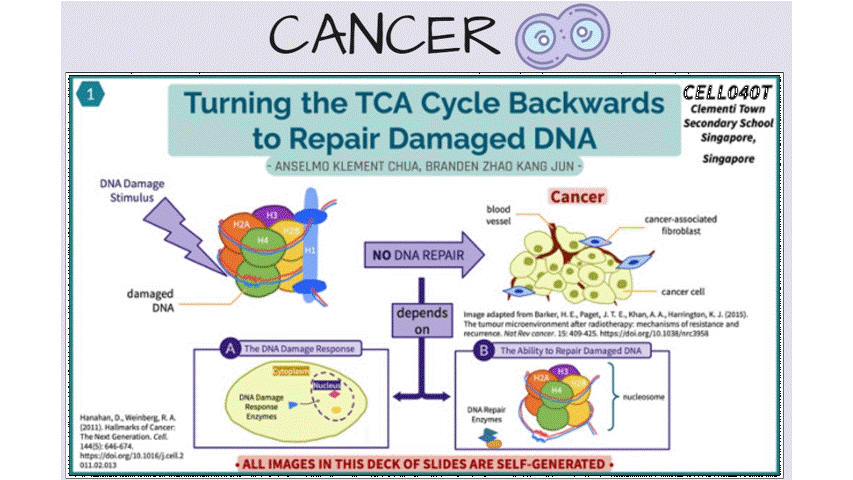 CANCER
1
Turning the TCA Cycle Backwards
to Repair Damaged DNA
- ANSELMO KLEMENT CHUA, BRANDEN ZHAO KANG JUN -
CELL040T
Clementi Town
Secondary School
Singapore,
Singapore
DNA Damage
Stimulus
H2A
H3
H2B
H4
H1
damaged
DNA
NO DNA REPAIR
Cancer
blood
vessel
cancer-associated
fibroblast
cancer cell
depends
on
Image adapted from Barker, H. E., Paget, J. T. E., Khan, A. A., Harrington, K. J. (2015).
The tumour microenvironment after radiotherapy: mechanisms of resistance and
recurrence. Nat Rev cancer. 15: 409-425. https://doi.org/10.1038/nrc3958
A The DNA Damage Response
Cytoplasm
Nucleus
DNA Damage
Response
Enzymes
B The Ability to Repair Damaged DNA
H3
H2A
H2B
H4
nucleosome
DNA Repair
Enzymes
Hanahan, D., Weinberg, R. A.
(2011). Hallmarks of Cancer:
The Next Generation. Cell.
144(5): 646-674.
https://doi.org/10.1016/j.cell.2
011.02.013
• ALL IMAGES IN THIS DECK OF SLIDES ARE SELF-GENERATED •